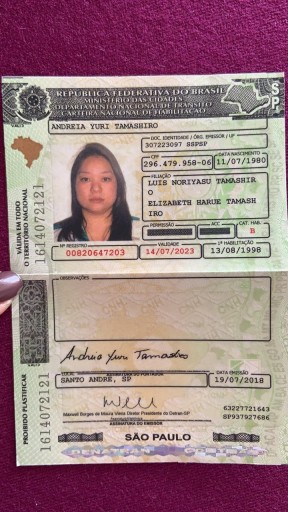 REPÚBLICA FEDERATIVA DO BRASIL
MINISTÉRIO DAS CIDADES
DEPARTAMENTO NACIONAL DE TRÂNSITO
CARTEIRA NACIONAL DE HABILITAÇÃO
SP
NOME
ANDREIA YURI TAMASHIRO
DOC. IDENTIDADE / ÓRG. EMISSOR / UF
307223097 SSPSP
CPF
296.479.958-06
DATA NASCIMENTO
11/07/1980
FILIAÇÃO
LUIS NORIYASU TAMASHIR
O
ELIZABETH HARUE TAMASH
IRO
PERMISSÃO
ACC
CAT. HAB.
B
Nº REGISTRO
00820647203
VALIDADE
14/07/2023
1ª HABILITAÇÃO
13/08/1998
VÁLIDA EM TODO
O TERRITÓRIO NACIONAL
1614072121
OBSERVAÇÕES
Andreia Yuri Tamashiro
ASSINATURA DO PORTADOR
LOCAL
SANTO ANDRE, SP
DATA EMISSÃO
19/07/2018
Maxwell Borges de Moura Vieira Diretor Presidente do Detran-SP
ASSINATURA DO EMISSOR
63227721643
SP937927686
PROIBIDO PLASTIFICAR
1614072121
SÃO PAULO